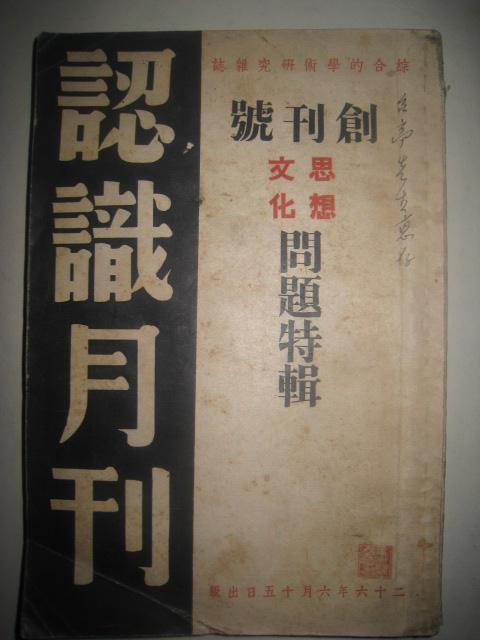 綜合的學術研究雜誌
創刊號
思想
文化
問題特輯
認識月刊
二十六年六月十五日出版